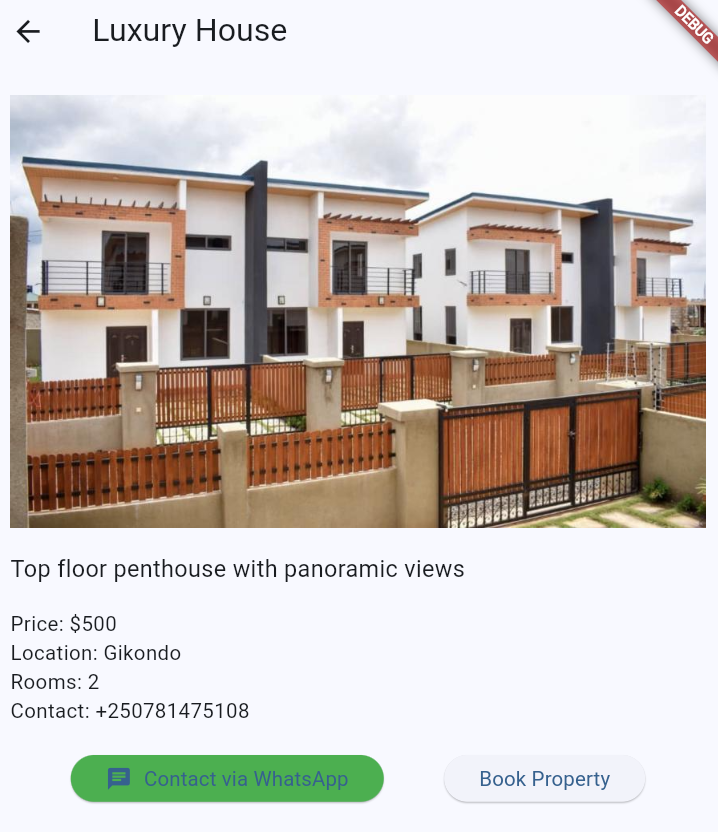 Luxury House
DEBUG
Top floor penthouse with panoramic views
Price: $500
Location: Gikondo
Rooms: 2
Contact: +250781475108
Contact via WhatsApp
Book Property